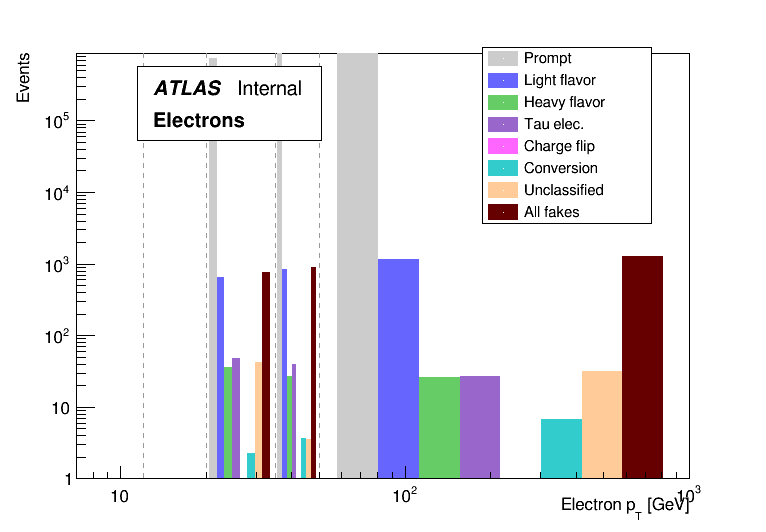 Events
ATLAS Internal
Electrons
Prompt
Light flavor
Heavy flavor
Tau elec.
Charge flip
Conversion
Unclassified
All fakes
10^5
10^4
10^3
10^2
10
1
10 10^2 10^3
Electron p_T [GeV]